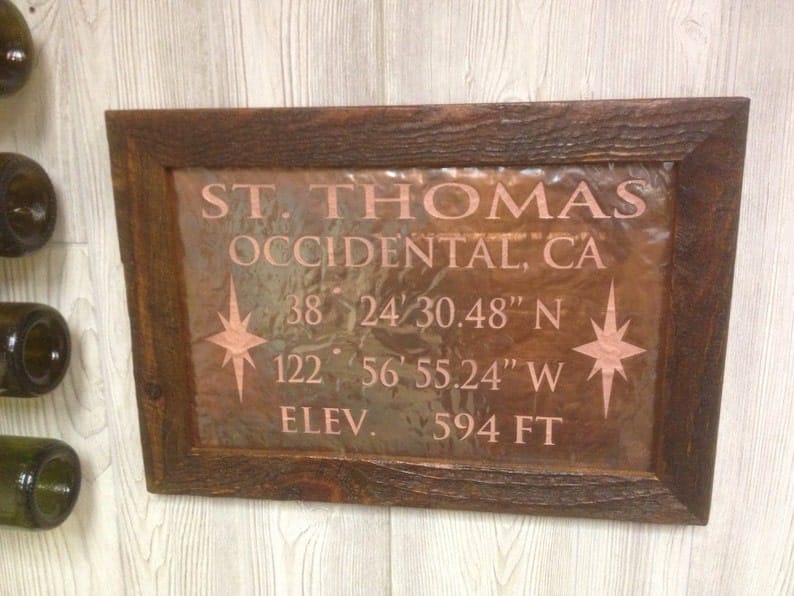 ST. THOMAS
OCCIDENTAL, CA
38° 24' 30.48" N
122° 56' 55.24" W
ELEV. 594 FT